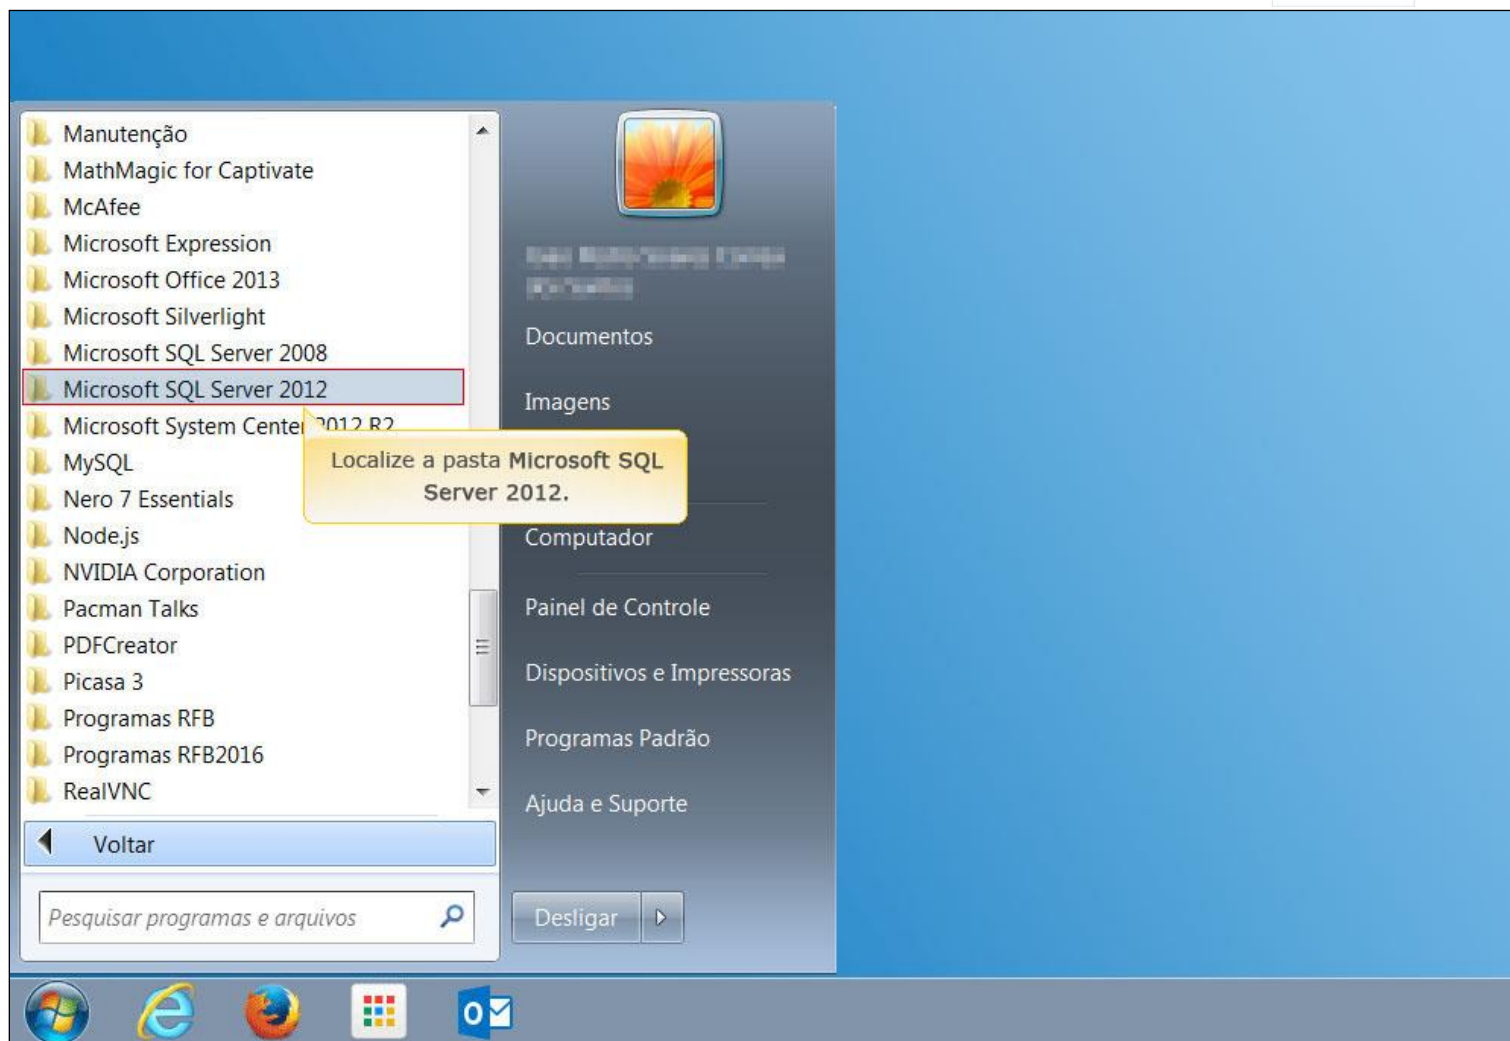 Manutenção
MathMagic for Captivate
McAfee
Microsoft Expression
Microsoft Office 2013
Microsoft Silverlight
Microsoft SQL Server 2008
Microsoft SQL Server 2012
Microsoft System Center 2012 R2
MySQL
Nero 7 Essentials
Node.js
NVIDIA Corporation
Pacman Talks
PDFCreator
Picasa 3
Programas RFB
Programas RFB2016
RealVNC
Voltar
Pesquisar programas e arquivos
Localize a pasta Microsoft SQL
Server 2012.
Documentos
Imagens
Computador
Painel de Controle
Dispositivos e Impressoras
Programas Padrão
Ajuda e Suporte
Desligar